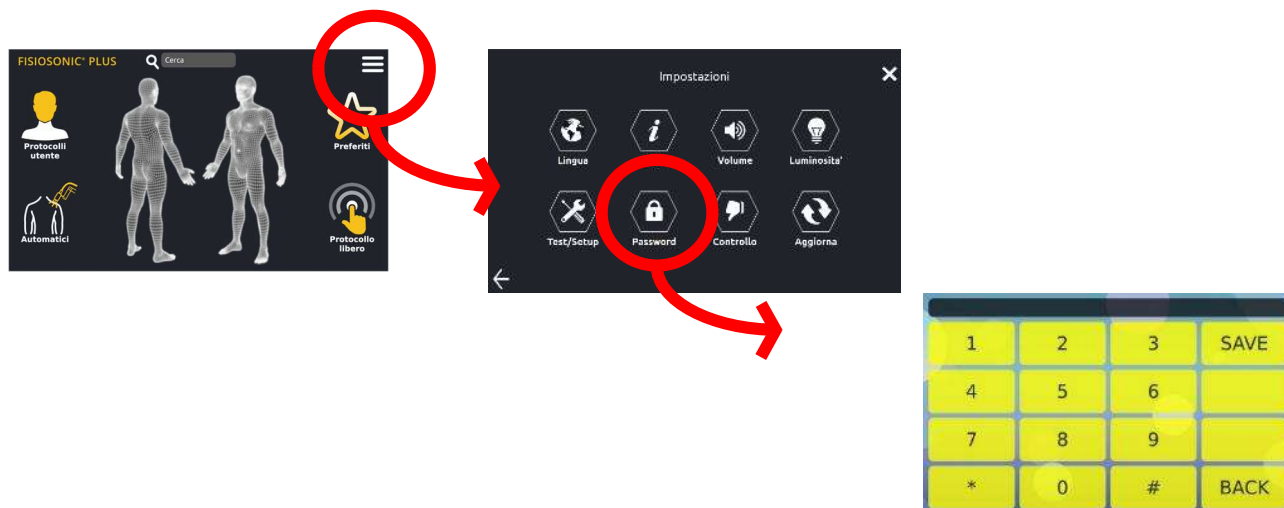 FISIOSONIC® PLUS
Cerca
Protocolli
utente
Preferiti
Automatici
Protocollo
libero
Impostazioni
Lingua
Volume
Luminosita'
Test/Setup
Password
Controllo
Aggiorna
1 2 3 SAVE
4 5 6
7 8 9
* 0 # BACK